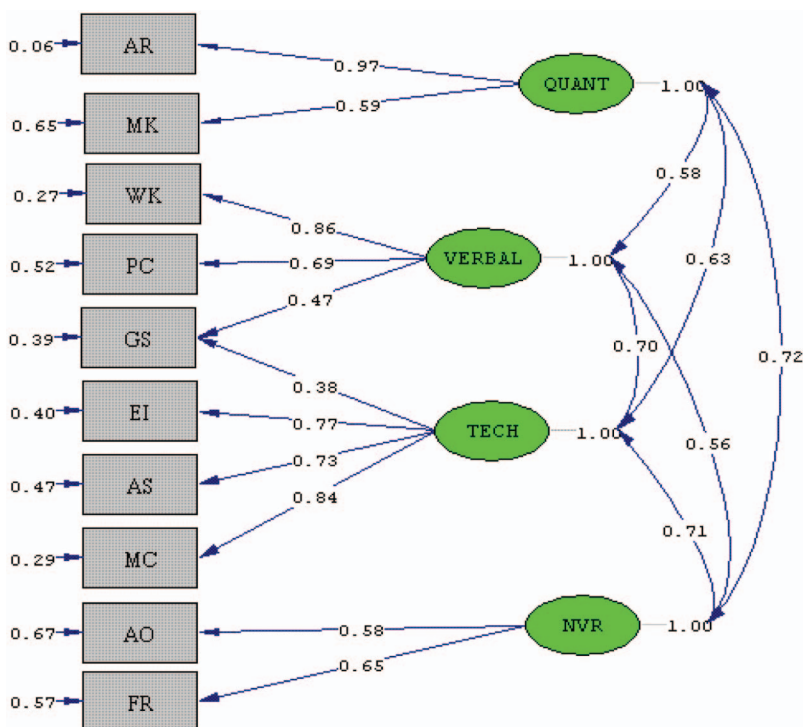 0.06 AR
0.97
QUANT 1.00
0.65 MK
0.59
0.27 WK
0.58
0.86
0.52 PC
0.69
VERBAL 1.00
0.63
0.47
0.39 GS
0.70
0.72
0.38
0.40 EI
0.77
TECH 1.00
0.56
0.73
0.47 AS
0.84
0.71
0.29 MC
0.67 AO
0.58
NVR 1.00
0.65
0.57 FR